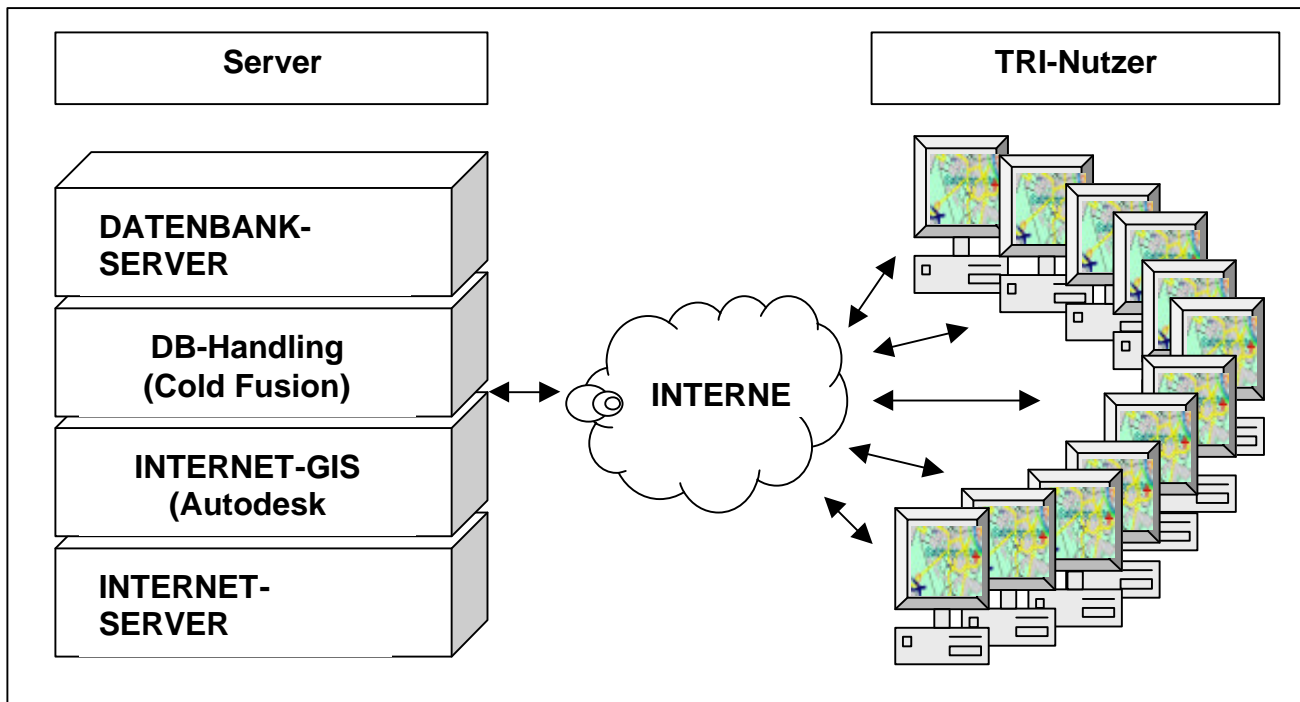 Server
TRI-Nutzer
DATENBANK-
SERVER
DB-Handling
(Cold Fusion)
INTERNET-GIS
(Autodesk
INTERNET-
SERVER
INTERNE